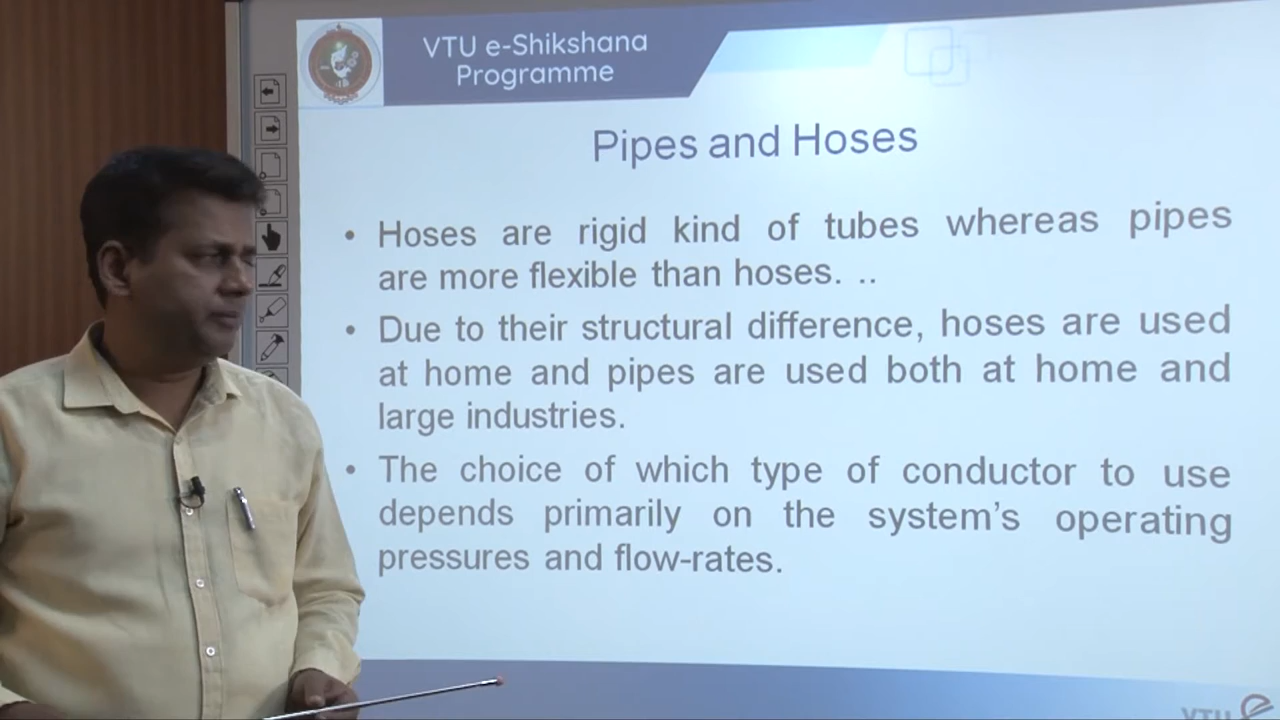 VTU e-Shikshana
Programme
Pipes and Hoses
• Hoses are rigid kind of tubes whereas pipes
are more flexible than hoses. ..
• Due to their structural difference, hoses are used
at home and pipes are used both at home and
large industries.
• The choice of which type of conductor to use
depends primarily on the system's operating
pressures and flow-rates.
VTU e